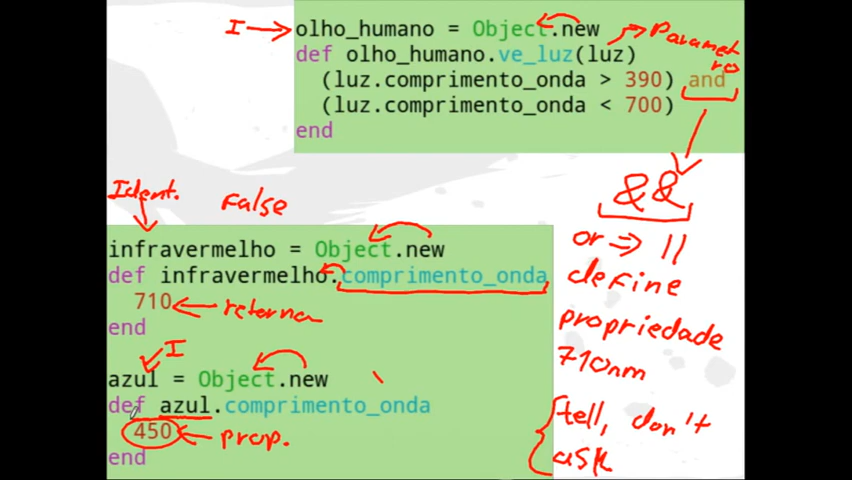 I olho_humano = Object.new
def olho_humano.ve_luz(luz)
Paramet
ro
(luz.comprimento_onda > 390) and
(luz.comprimento_onda < 700)
end
&&
or => ||
define
propriedade
710nm
tell, don't
ask
Ident.
False
infravermelho = Object.new
def infravermelho.comprimento_onda
710 retorna
end
I
azul = Object.new
def azul.comprimento_onda
450 prop.
end